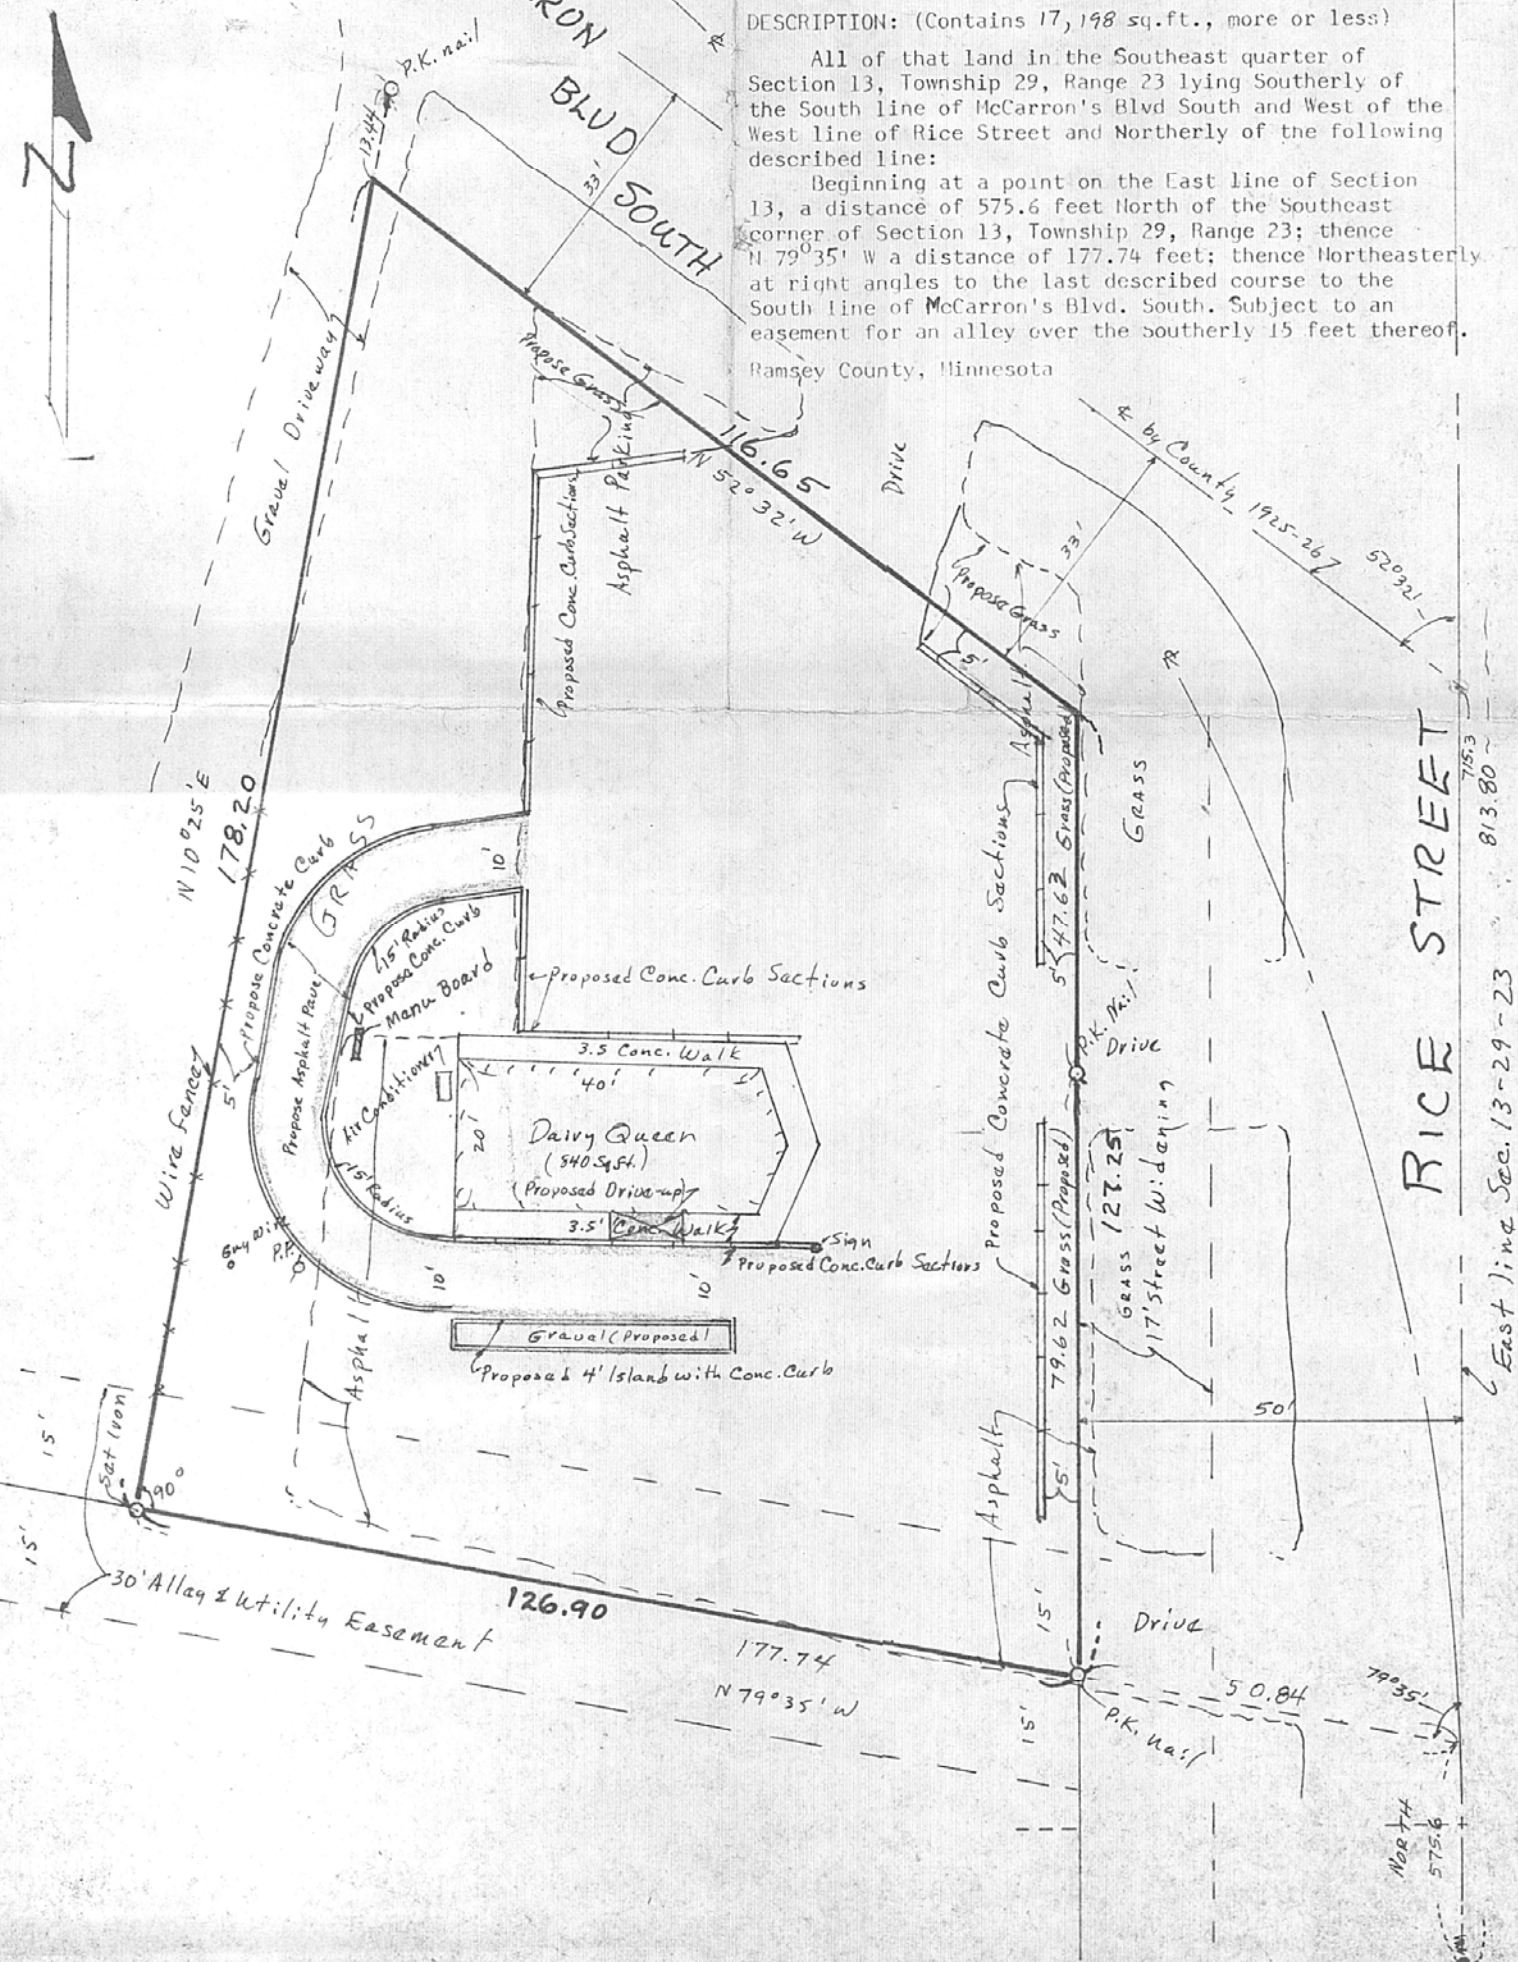 DESCRIPTION: (Contains 17,198 sq.ft., more or less)
All of that land in the Southeast quarter of
Section 13, Township 29, Range 23 lying Southerly of
the South line of McCarron's Blvd South and West of the
West line of Rice Street and Northerly of the following
described line:
Beginning at a point on the East line of Section
13, a distance of 575.6 feet North of the Southeast
corner of Section 13, Township 29, Range 23; thence
N 79°35' W a distance of 177.74 feet; thence Northeasterly
at right angles to the last described course to the
South line of McCarron's Blvd. South. Subject to an
easement for an alley over the Southerly 15 feet thereof.
Ramsey County, Minnesota
RON
BLVD
SOUTH
N
P.K. nail
13.44
33'
Gravel Driveway
Propose Grass
Asphalt Parking
Proposed Conc. Curb Sections
116.65
N 52°32' W
Drive
℄ by County 1925-26
52°32'
33'
Propose Grass
5'
Asphalt
℄
N 10°25' E
178.20
GRASS
Propose Concrete Curb
10'
15' Radius
Propose Conc. Curb
Menu Board
Proposed Conc. Curb Sections
Propose Asphalt Pave
5'
Wire fence
Air Conditioner
3.5 Conc. Walk
40'
20'
Dairy Queen
(840 Sq.ft.)
(Proposed Drive-up)
3.5' Conc. Walk
Sign
Proposed Conc. Curb Sections
15' Radius
Guy Wire
P.P.
10'
10'
Asphalt
Gravel (Proposed)
Proposed 4' Island with Conc. Curb
Proposed Concrete Curb Sections
47.62 Grass (Proposed)
5'
GRASS
P.K. Nail
Drive
79.62 Grass (Proposed)
5'
127.25
GRASS
17' Street Widening
RICE STREET
715.3
813.80
East line Sec. 13-29-23
50'
Asphalt
15'
Set Iron
90°
15'
30' Alley & Utility Easement
126.90
177.74
N 79°35' W
15'
Drive
50.84
79°35'
P.K. nail
15'
NORTH
575.6